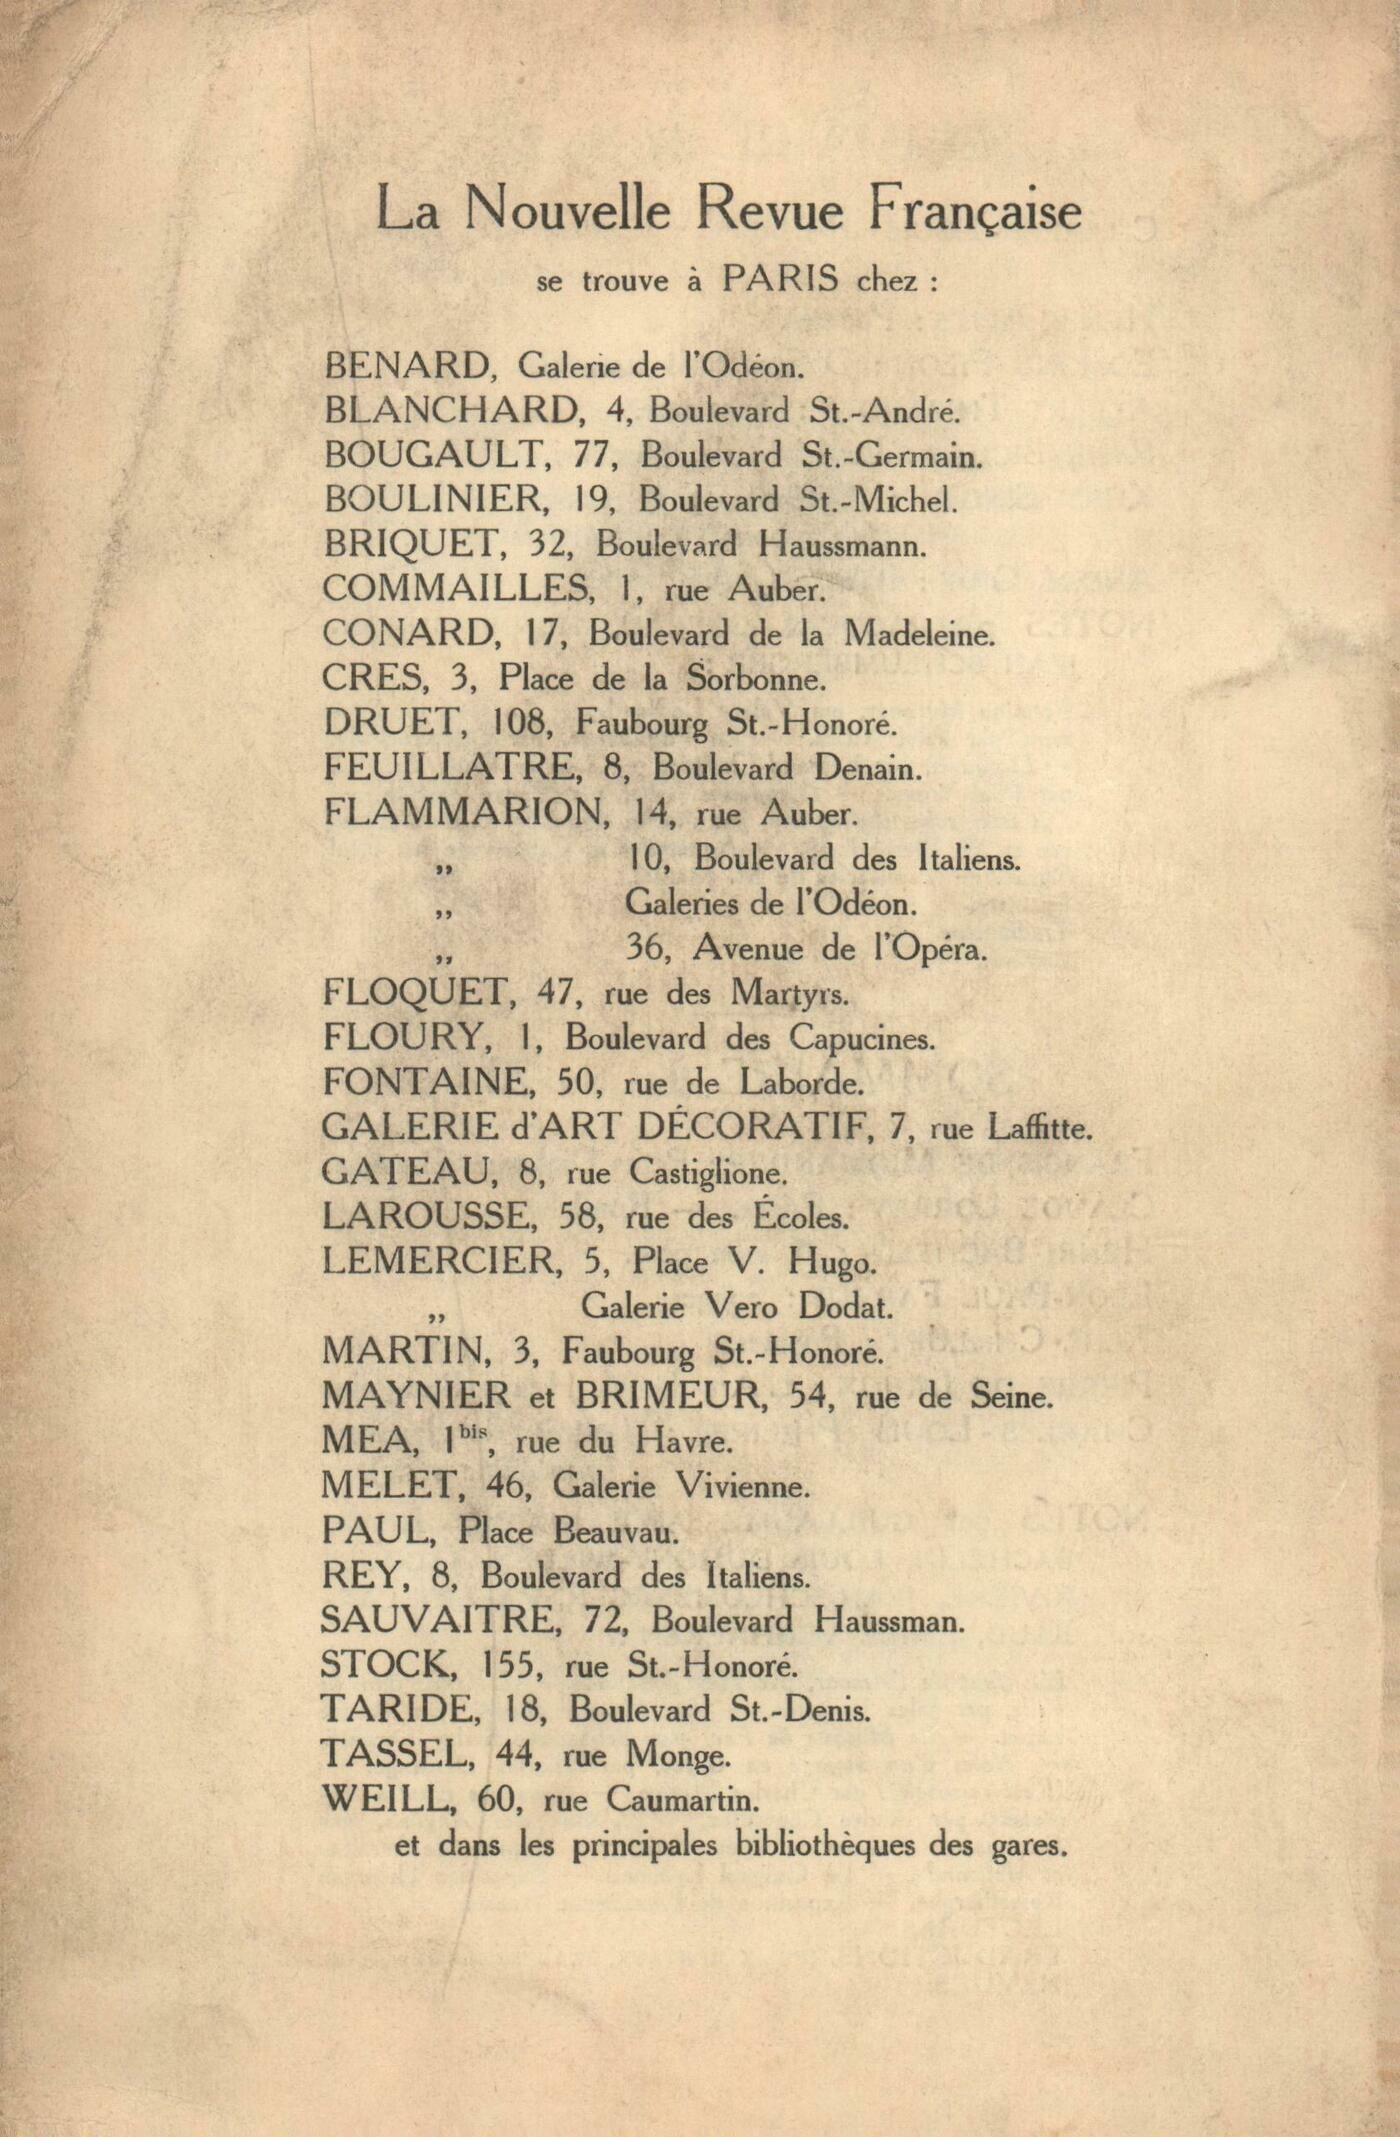 La Nouvelle Revue Française
se trouve à PARIS chez :
BENARD, Galerie de l'Odéon.
BLANCHARD, 4, Boulevard St.-André.
BOUGAULT, 77, Boulevard St.-Germain.
BOULINIER, 19, Boulevard St.-Michel.
BRIQUET, 32, Boulevard Haussmann.
COMMAILLES, 1, rue Auber.
CONARD, 17, Boulevard de la Madeleine.
CRES, 3, Place de la Sorbonne.
DRUET, 108, Faubourg St.-Honoré.
FEUILLATRE, 8, Boulevard Denain.
FLAMMARION, 14, rue Auber.
„ 10, Boulevard des Italiens.
„ Galeries de l'Odéon.
„ 36, Avenue de l'Opéra.
FLOQUET, 47, rue des Martyrs.
FLOURY, 1, Boulevard des Capucines.
FONTAINE, 50, rue de Laborde.
GALERIE d'ART DÉCORATIF, 7, rue Laffitte.
GATEAU, 8, rue Castiglione.
LAROUSSE, 58, rue des Écoles.
LEMERCIER, 5, Place V. Hugo.
„ Galerie Vero Dodat.
MARTIN, 3, Faubourg St.-Honoré.
MAYNIER et BRIMEUR, 54, rue de Seine.
MEA, 1bis, rue du Havre.
MELET, 46, Galerie Vivienne.
PAUL, Place Beauvau.
REY, 8, Boulevard des Italiens.
SAUVAITRE, 72, Boulevard Haussman.
STOCK, 155, rue St.-Honoré.
TARIDE, 18, Boulevard St.-Denis.
TASSEL, 44, rue Monge.
WEILL, 60, rue Caumartin.
et dans les principales bibliothèques des gares.